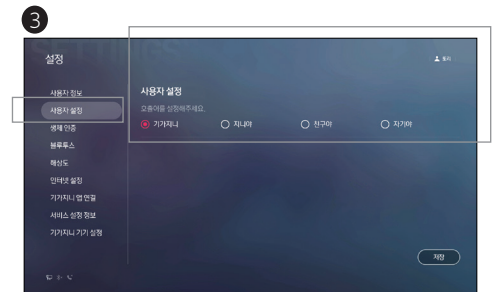 3
SETTINGS
설정
사용자 정보
사용자 설정
생체 인증
블루투스
해상도
인터넷 설정
기가지니 앱 연결
서비스 설정 정보
기가지니 기기 설정
사용자 설정
호출어를 설정해주세요.
기가지니 지니야 친구야 자기야
저장